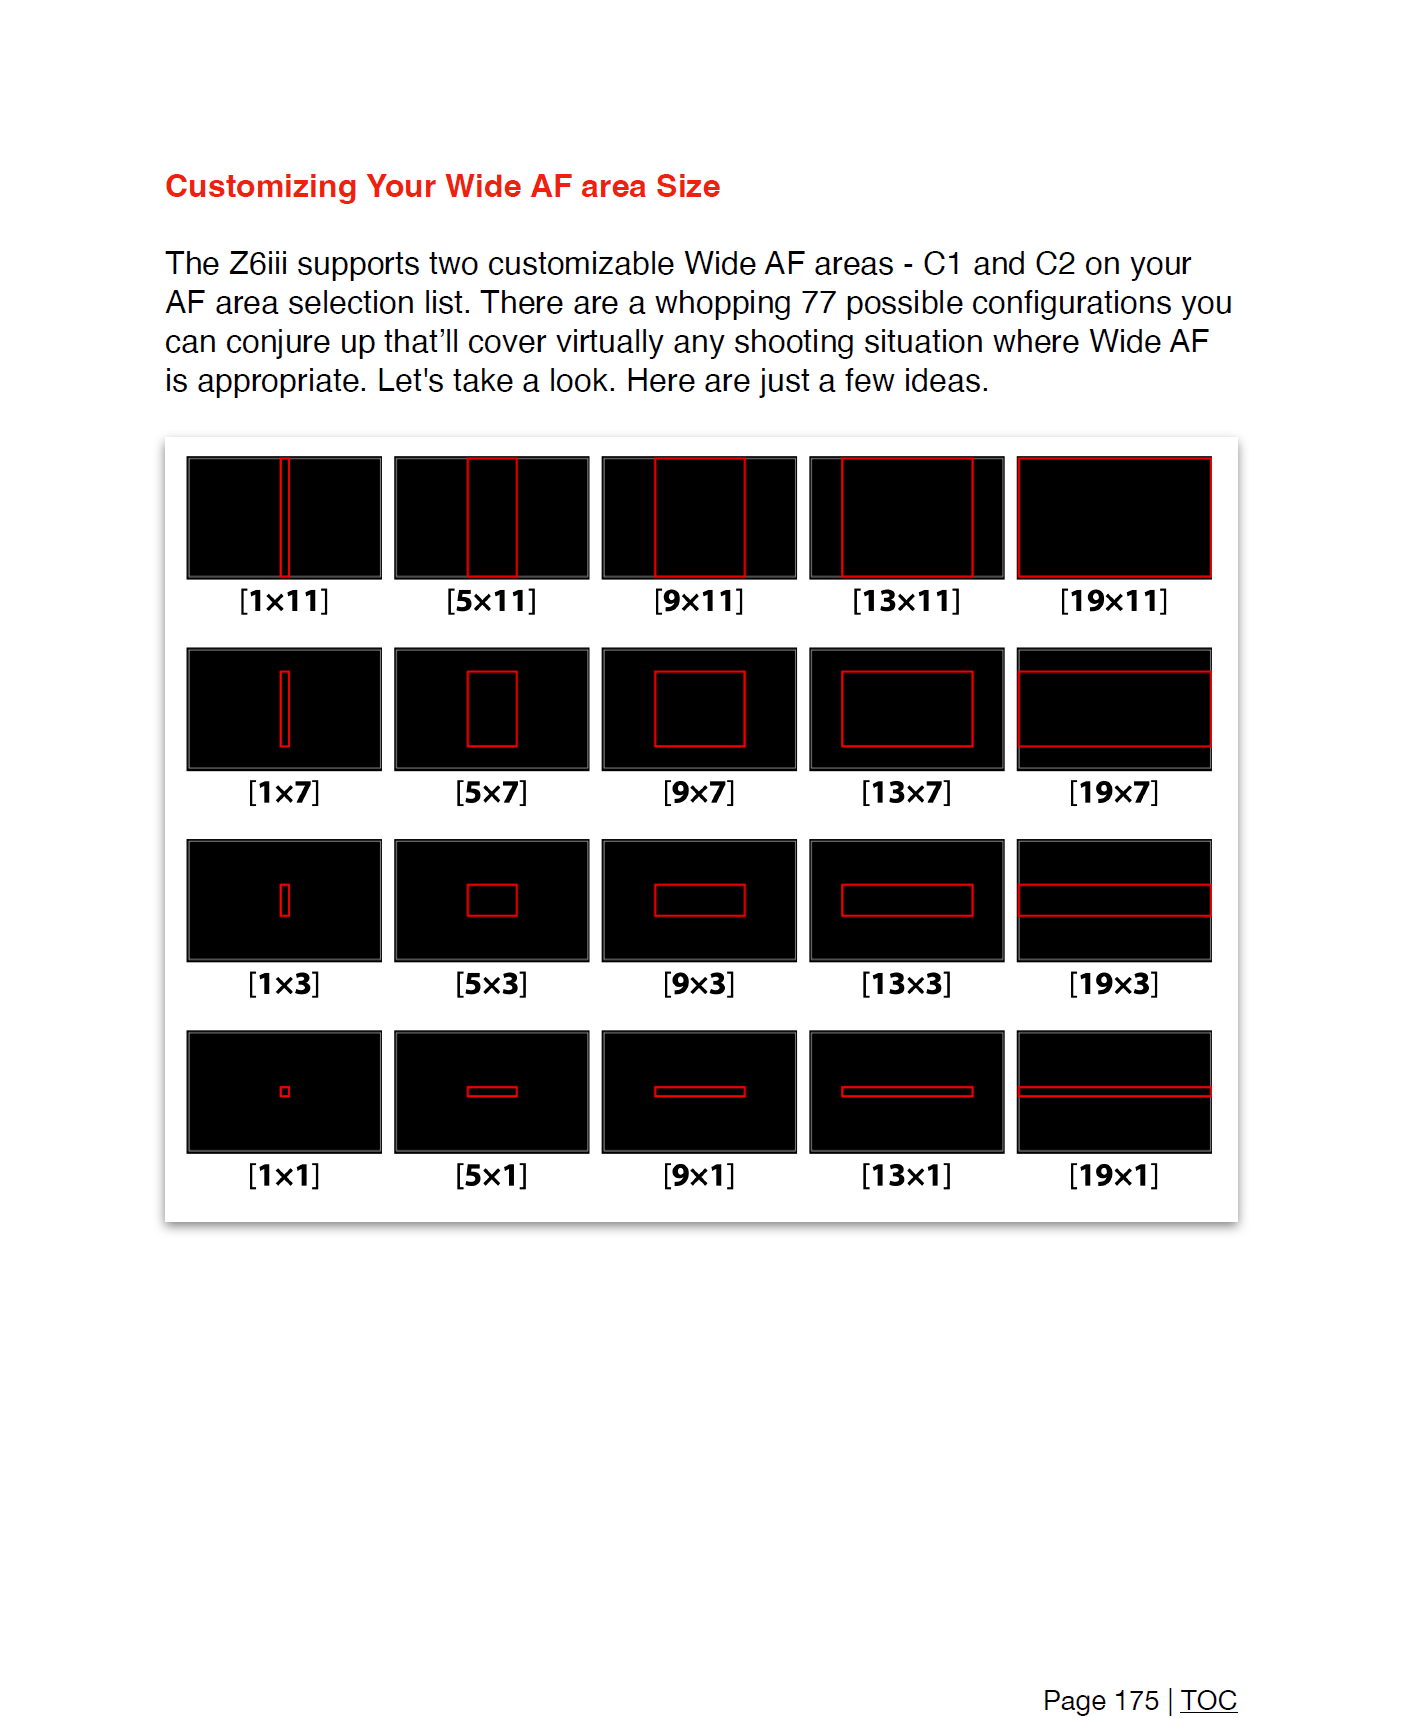 Customizing Your Wide AF area Size
The Z6iii supports two customizable Wide AF areas - C1 and C2 on your
AF area selection list. There are a whopping 77 possible configurations you
can conjure up that’ll cover virtually any shooting situation where Wide AF
is appropriate. Let's take a look. Here are just a few ideas.
[1×11] [5×11] [9×11] [13×11] [19×11]
[1×7] [5×7] [9×7] [13×7] [19×7]
[1×3] [5×3] [9×3] [13×3] [19×3]
[1×1] [5×1] [9×1] [13×1] [19×1]
Page 175 | TOC